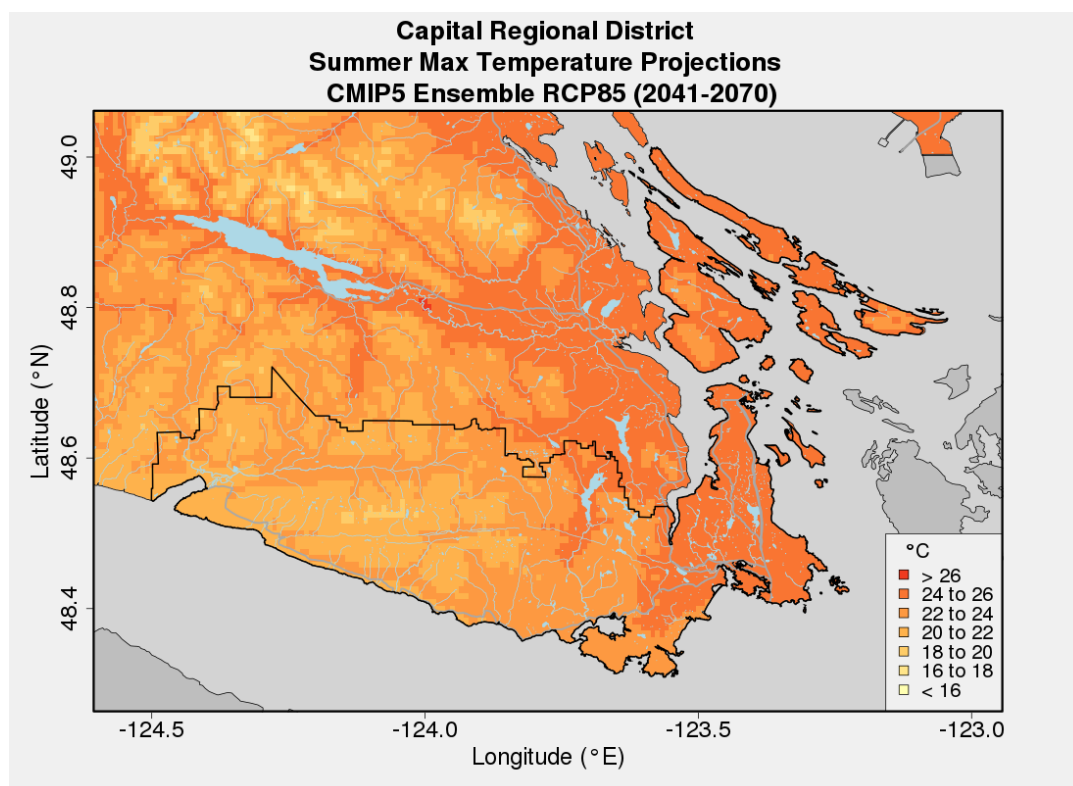 Capital Regional District
Summer Max Temperature Projections
CMIP5 Ensemble RCP85 (2041-2070)
49.0
48.8
48.6
48.4
Latitude (°N)
°C
> 26
24 to 26
22 to 24
20 to 22
18 to 20
16 to 18
< 16
-124.5
-124.0
-123.5
-123.0
Longitude (°E)